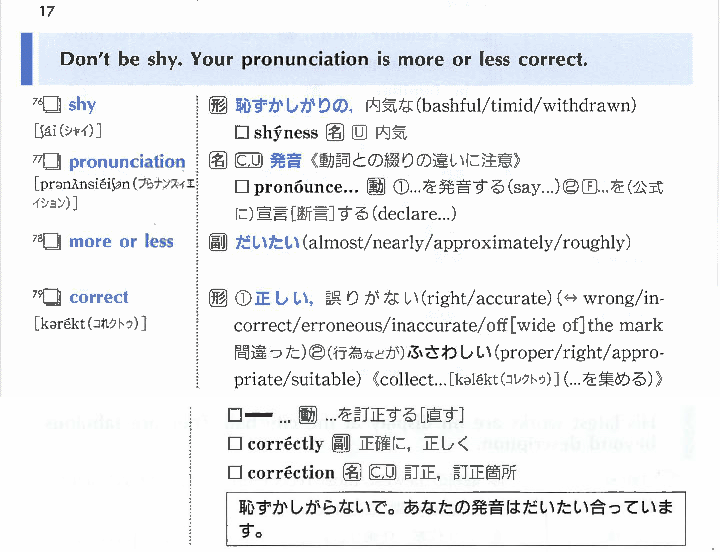 17
Don't be shy. Your pronunciation is more or less correct.
76 □ shy
[ʃái(シャイ)]
形 恥ずかしがりの, 内気な(bashful/timid/withdrawn)
□ shýness 名 U 内気
77 □ pronunciation
[prənʌ̀nsiéiʃən(プらナンスィエ
イション)]
名 C,U 発音《動詞との綴りの違いに注意》
□ pronóunce... 動 ①...を発音する(say...)②F...を(公式
に)宣言[断言]する(declare...)
78 □ more or less
副 だいたい(almost/nearly/approximately/roughly)
79 □ correct
[kərékt(コれクトゥ)]
形 ①正しい, 誤りがない(right/accurate)(↔ wrong/in-
correct/erroneous/inaccurate/off[wide of]the mark
間違った)②(行為などが)ふさわしい(proper/right/appro-
priate/suitable)《collect...[kəlékt(コレクトゥ)](...を集める)》
□ ━ ... 動 ...を訂正する[直す]
□ corréctly 副 正確に, 正しく
□ corréction 名 C,U 訂正, 訂正箇所
恥ずかしがらないで。あなたの発音はだいたい合っていま
す。